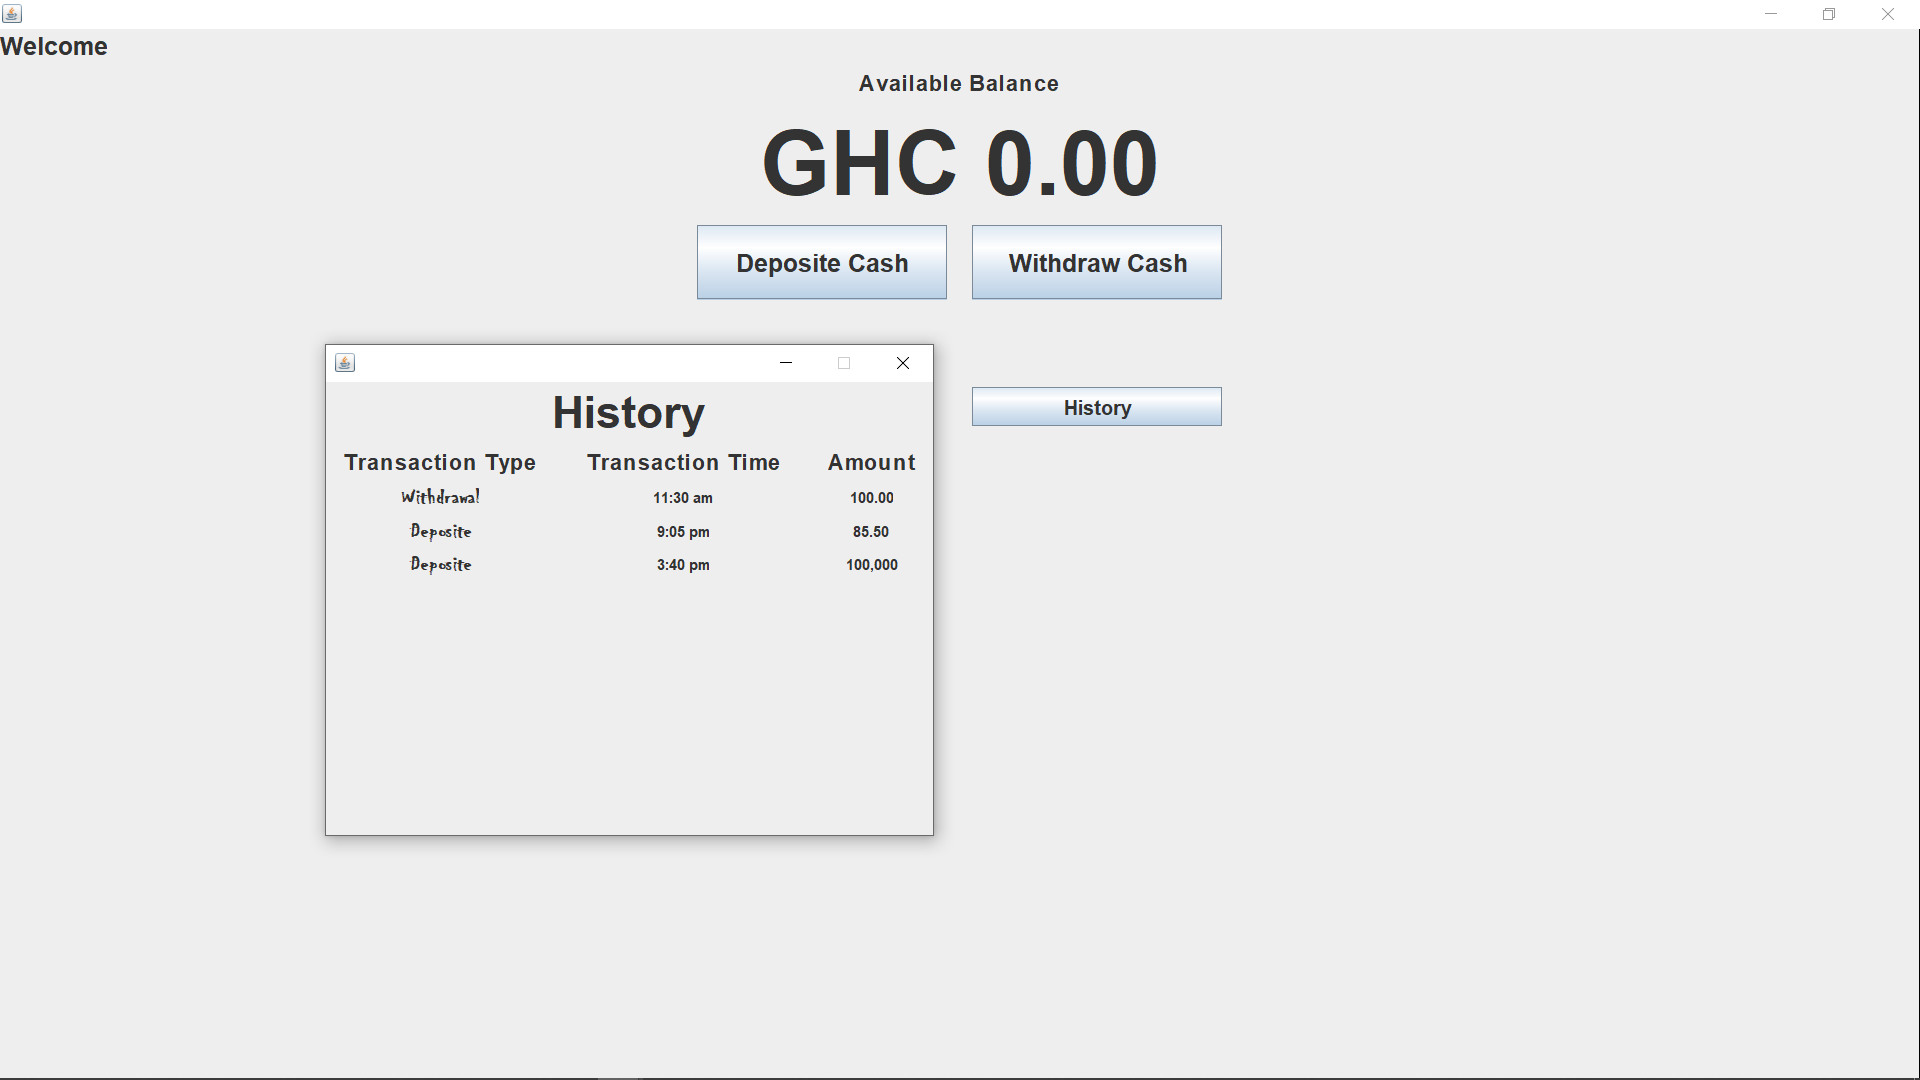 Welcome
Available Balance
GHC 0.00
Deposite Cash Withdraw Cash
History
History
Transaction Type Transaction Time Amount
Withdrawal 11:30 am 100.00
Deposite 9:05 pm 85.50
Deposite 3:40 pm 100,000